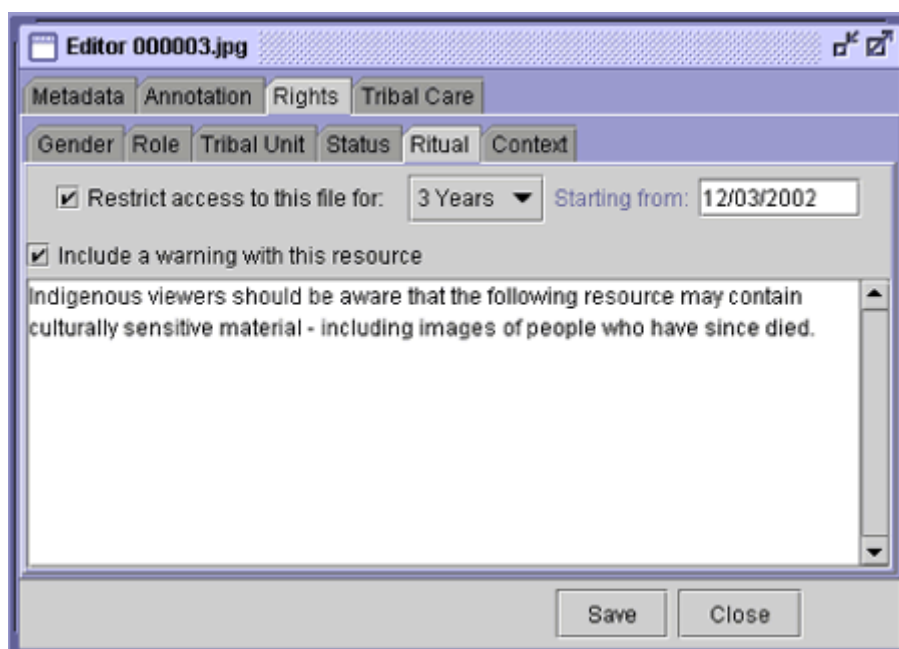 Editor 000003.jpg
Metadata Annotation Rights Tribal Care
Gender Role Tribal Unit Status Ritual Context
Restrict access to this file for: 3 Years Starting from: 12/03/2002
Include a warning with this resource
Indigenous viewers should be aware that the following resource may contain
culturally sensitive material - including images of people who have since died.
Save Close